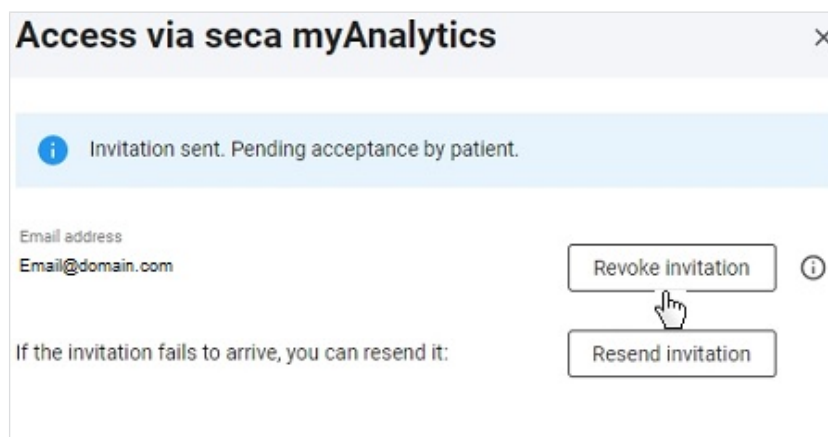 Access via seca myAnalytics
Invitation sent. Pending acceptance by patient.
Email address
Email@domain.com
Revoke invitation
If the invitation fails to arrive, you can resend it:
Resend invitation